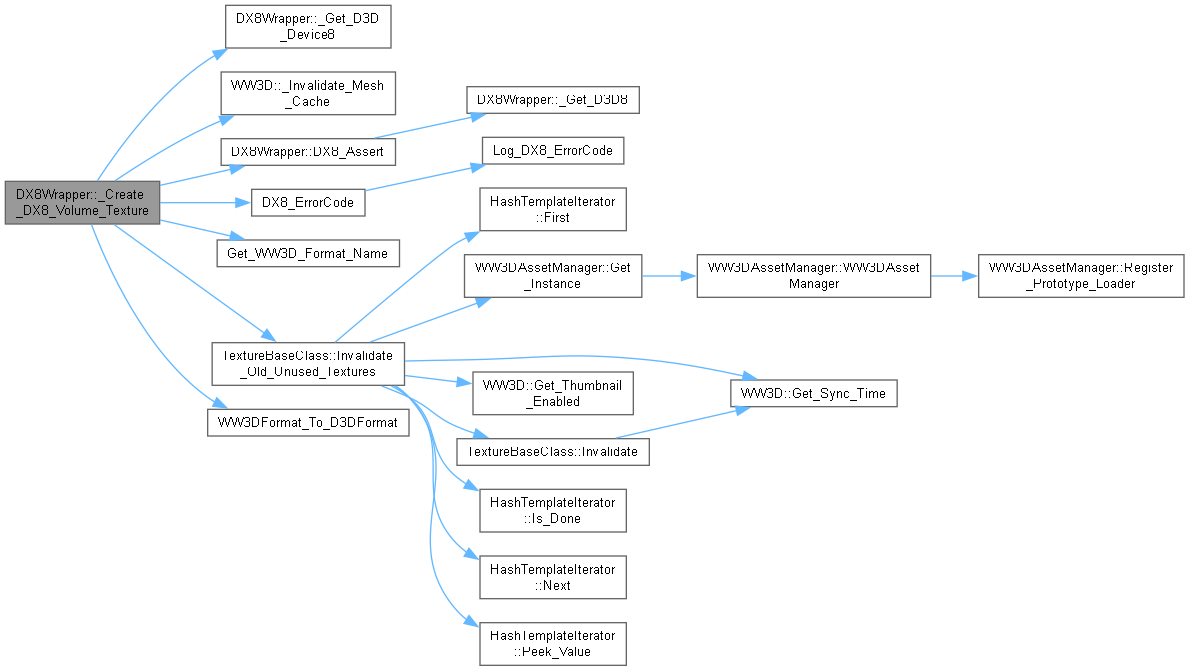 DX8Wrapper::_Get_D3D
_Device8
WW3D::_Invalidate_Mesh
_Cache
DX8Wrapper::_Get_D3D8
DX8Wrapper::DX8_Assert
Log_DX8_ErrorCode
DX8Wrapper::_Create
_DX8_Volume_Texture
DX8_ErrorCode
HashTemplateIterator
::First
Get_WW3D_Format_Name
WW3DAssetManager::Get
_Instance
WW3DAssetManager::WW3DAsset
Manager
WW3DAssetManager::Register
_Prototype_Loader
TextureBaseClass::Invalidate
_Old_Unused_Textures
WW3D::Get_Thumbnail
_Enabled
WW3D::Get_Sync_Time
WW3DFormat_To_D3DFormat
TextureBaseClass::Invalidate
HashTemplateIterator
::Is_Done
HashTemplateIterator
::Next
HashTemplateIterator
::Peek_Value